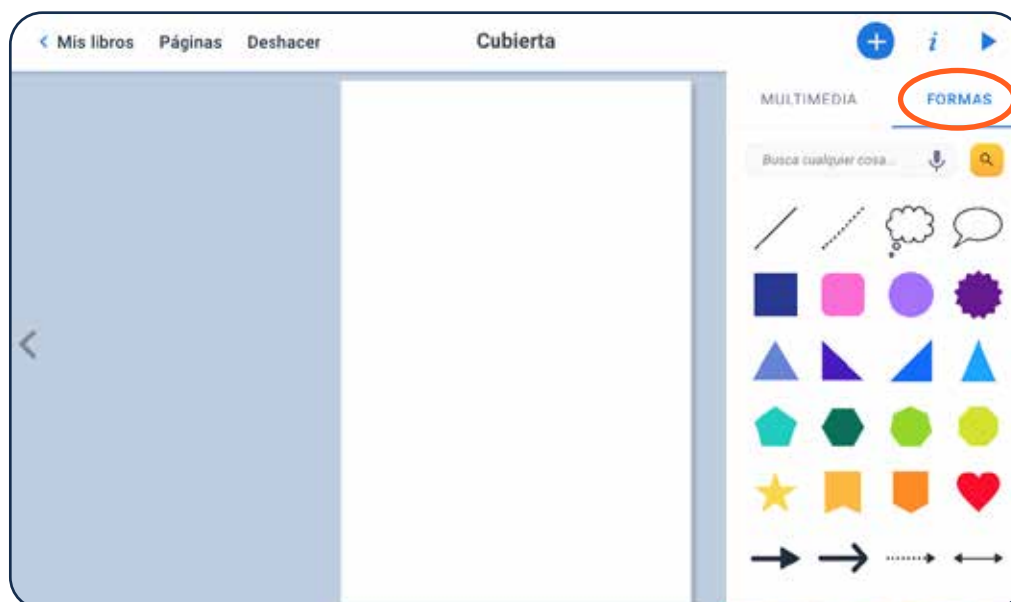 Mis libros Páginas Deshacer Cubierta
MULTIMEDIA FORMAS
Busca cualquier cosa...